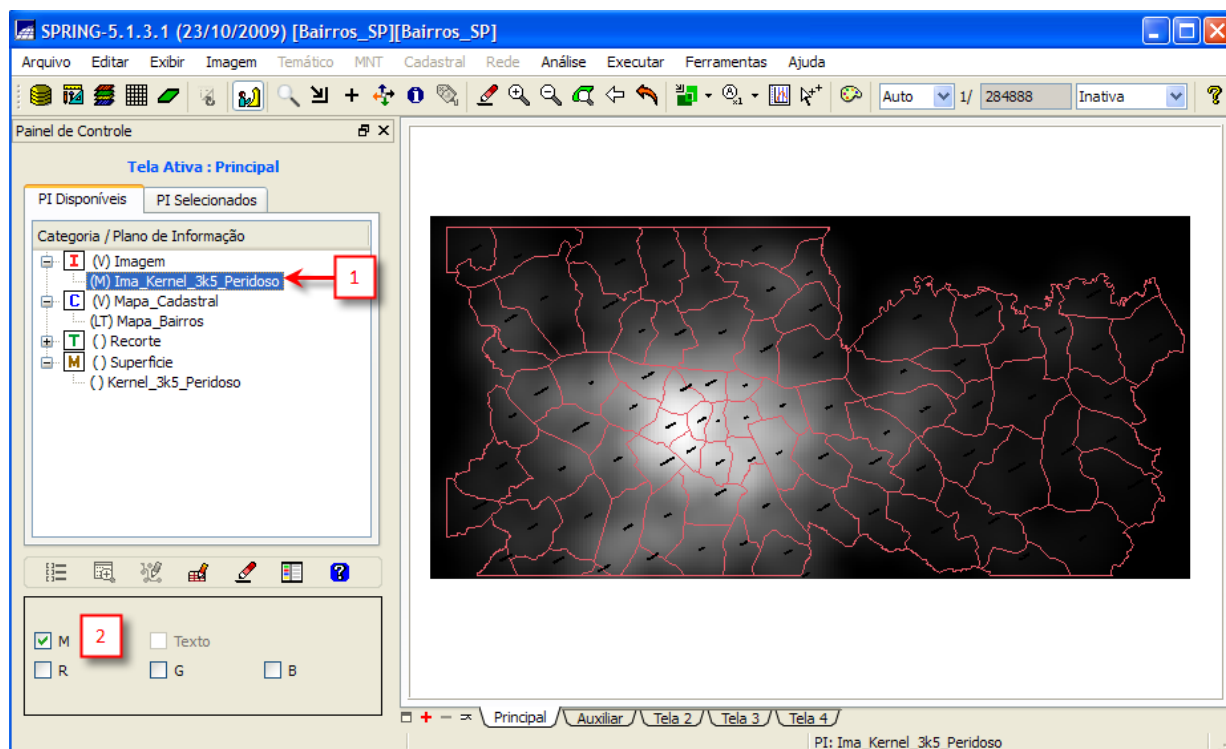 SPRING-5.1.3.1 (23/10/2009) [Bairros_SP][Bairros_SP]
Arquivo Editar Exibir Imagem Temático MNT Cadastral Rede Análise Executar Ferramentas Ajuda
Auto 1/ 284888 Inativa
Painel de Controle
Tela Ativa : Principal
PI Disponíveis PI Selecionados
Categoria / Plano de Informação
I (V) Imagem
(M) Ima_Kernel_3k5_Peridoso
1
C (V) Mapa_Cadastral
(LT) Mapa_Bairros
T ( ) Recorte
M ( ) Superficie
( ) Kernel_3k5_Peridoso
M 2 Texto
R G B
Principal Auxiliar Tela 2 Tela 3 Tela 4
PI: Ima_Kernel_3k5_Peridoso